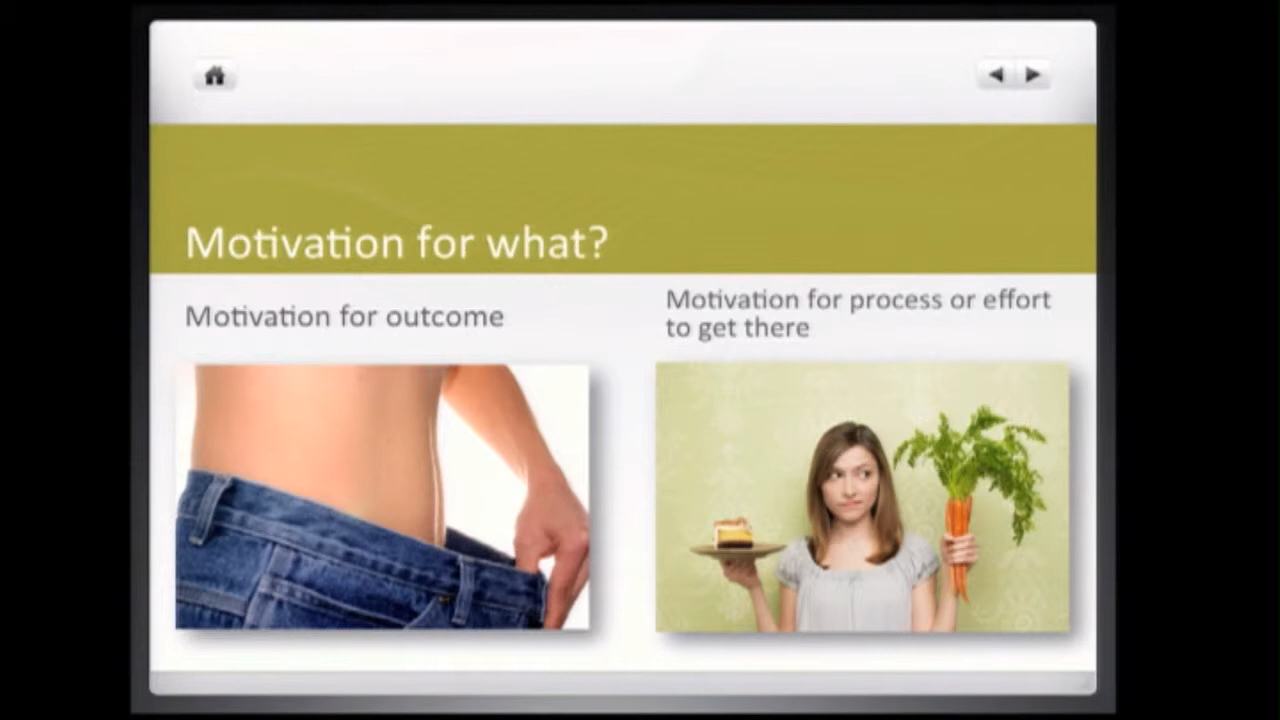 Motivation for what?
Motivation for outcome
Motivation for process or effort
to get there